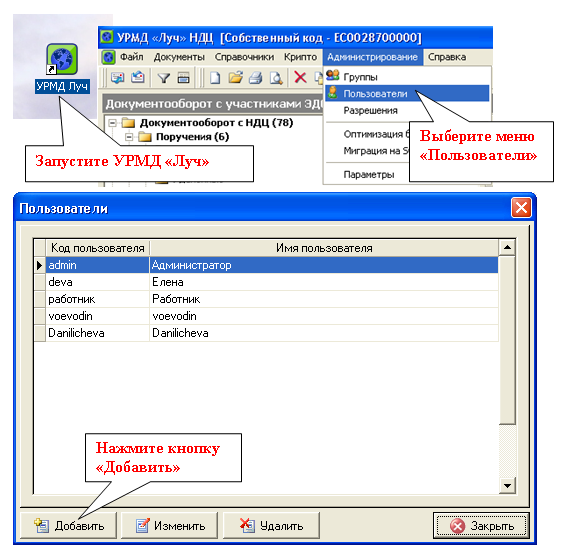 УРМД Луч
УРМД «Луч» НДЦ [Собственный код - EC0028700000]
Файл Документы Справочники Крипто Администрирование Справка
Группы
Пользователи
Разрешения
Документооборот с участниками ЭД
Документооборот с НДЦ (78)
Поручения (6)
Оптимизация
Миграция на
Параметры
Запустите УРМД «Луч»
Выберите меню
«Пользователи»
Пользователи
Код пользователя Имя пользователя
admin Администратор
deva Елена
работник Работник
voevodin voevodin
Danilicheva Danilicheva
Нажмите кнопку
«Добавить»
Добавить Изменить Удалить Закрыть